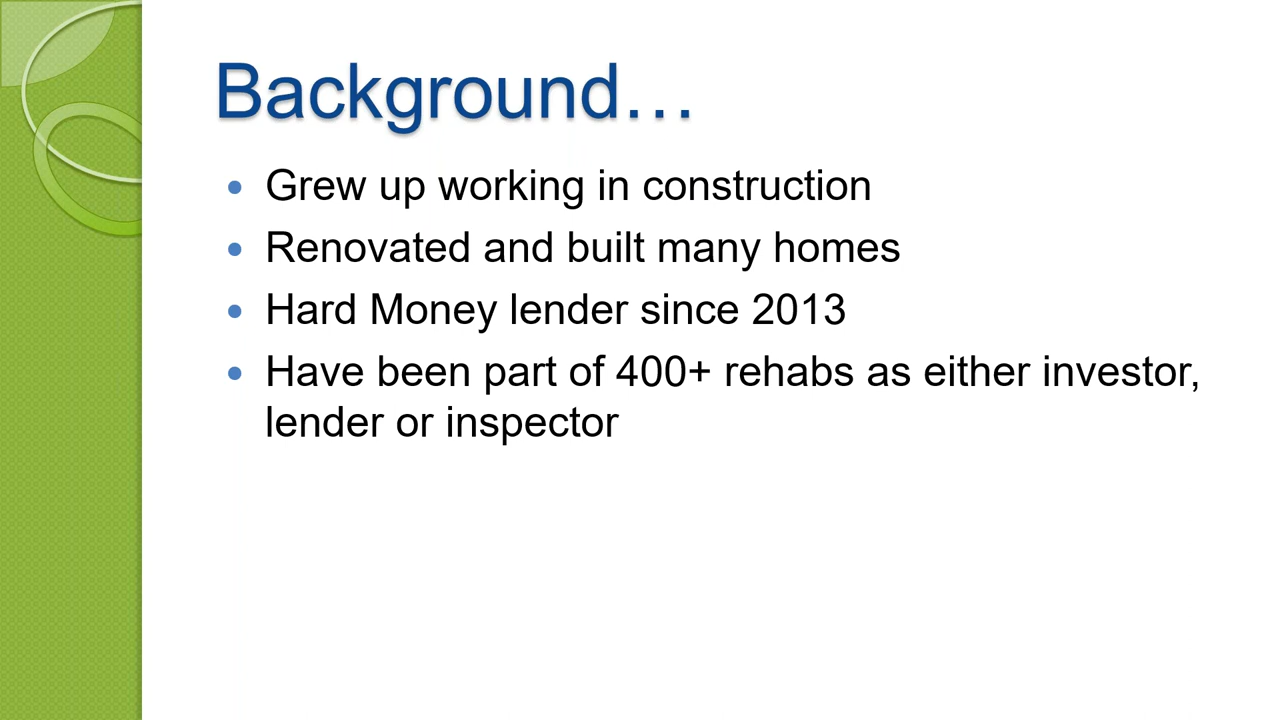 Background…
• Grew up working in construction
• Renovated and built many homes
• Hard Money lender since 2013
• Have been part of 400+ rehabs as either investor,
lender or inspector